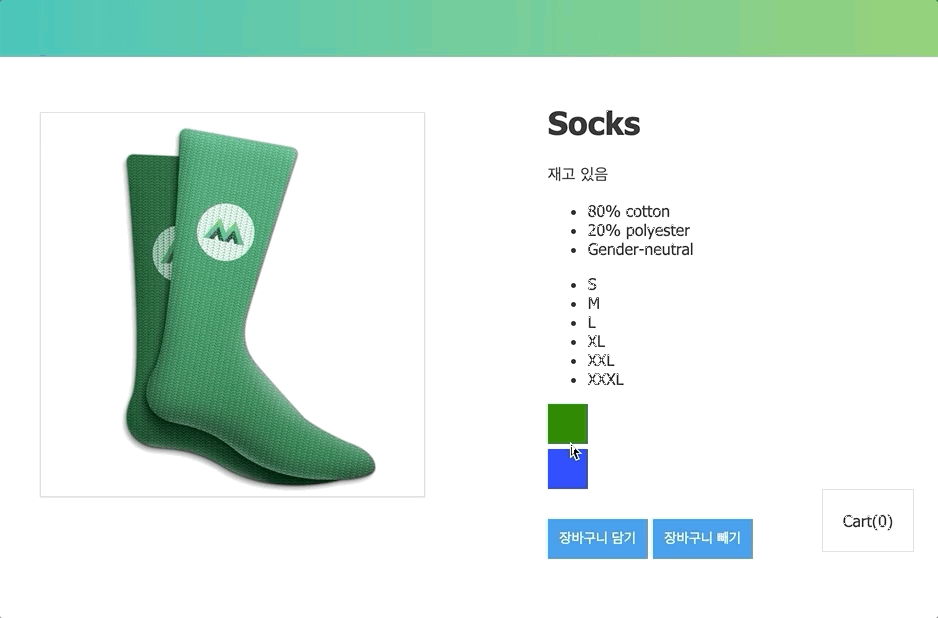 Socks
재고 있음
80% cotton
20% polyester
Gender-neutral
S
M
L
XL
XXL
XXXL
장바구니 담기
장바구니 빼기
Cart(0)